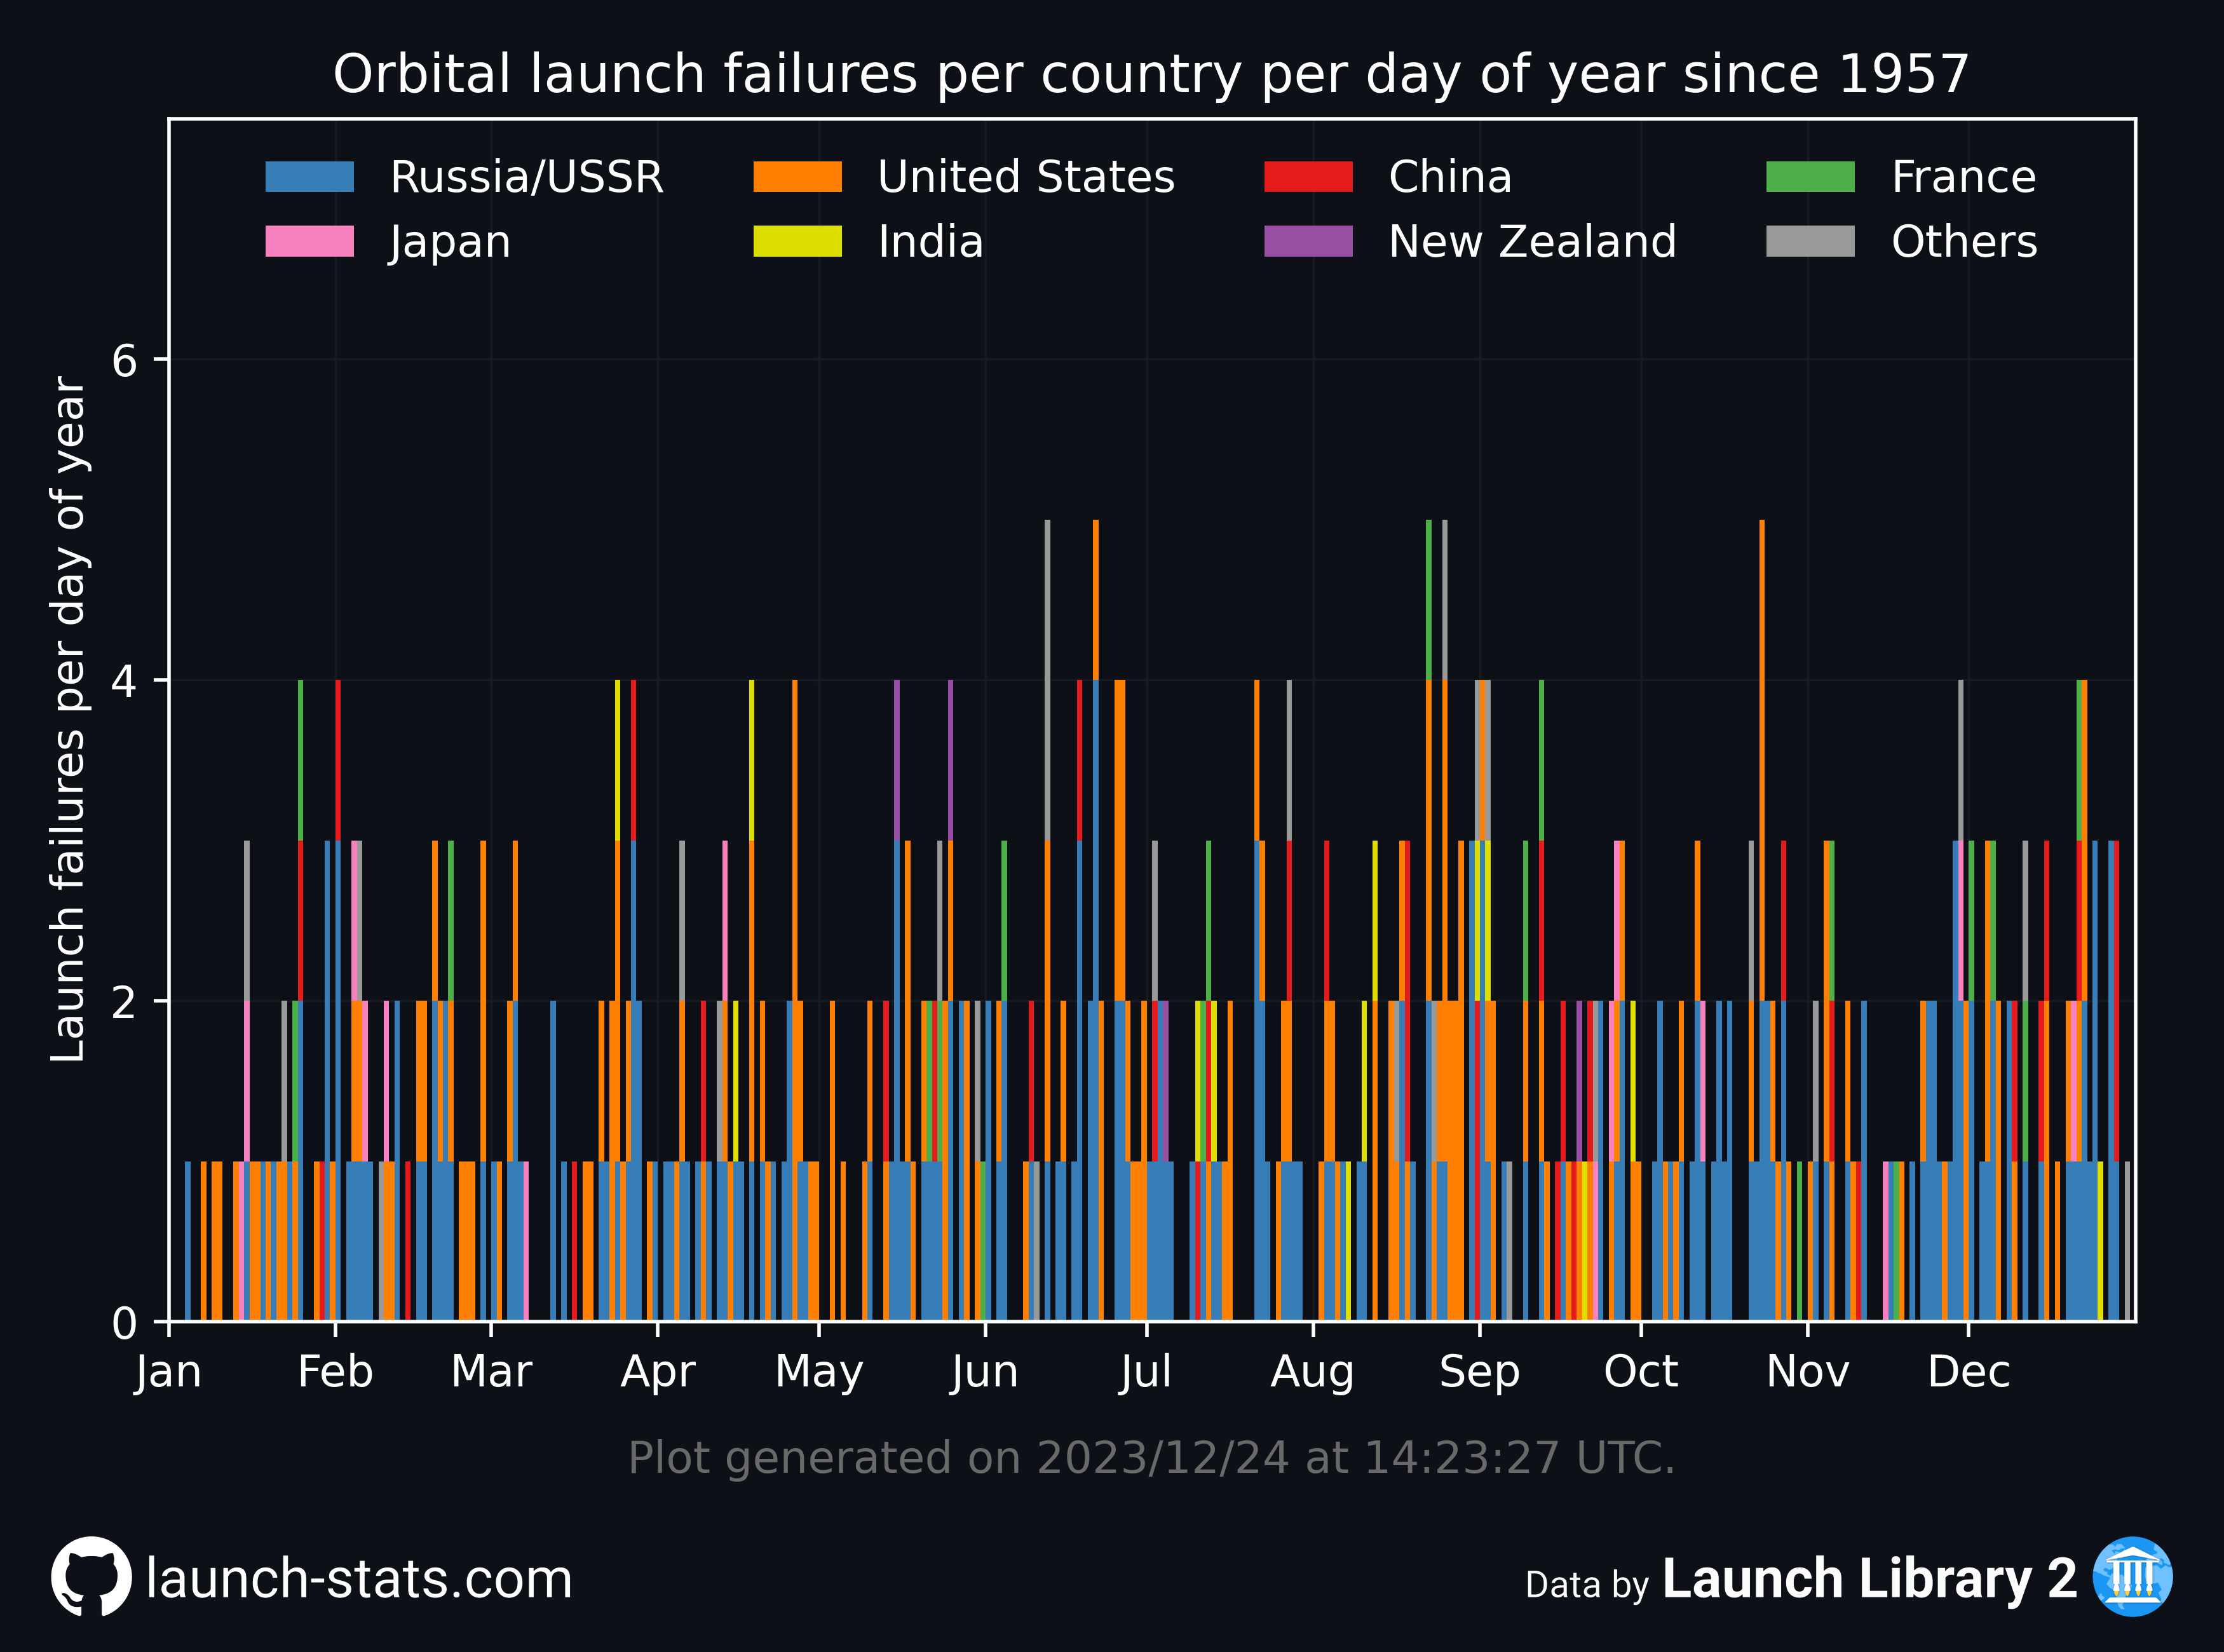 Orbital launch failures per country per day of year since 1957
Russia/USSR United States China France
Japan India New Zealand Others
Launch failures per day of year
6
4
2
0
Jan Feb Mar Apr May Jun Jul Aug Sep Oct Nov Dec
Plot generated on 2023/12/24 at 14:23:27 UTC.
launch-stats.com
Data by Launch Library 2